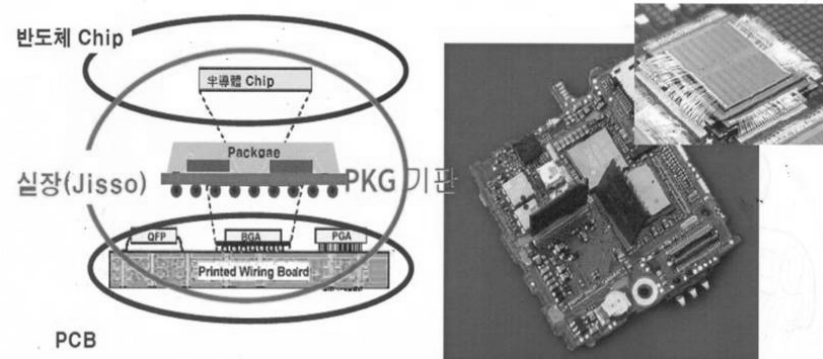 반도체 Chip
半導體 Chip
Packgae
실장(Jisso)
PKG 기판
QFP
BGA
PGA
Printed Wiring Board
PCB